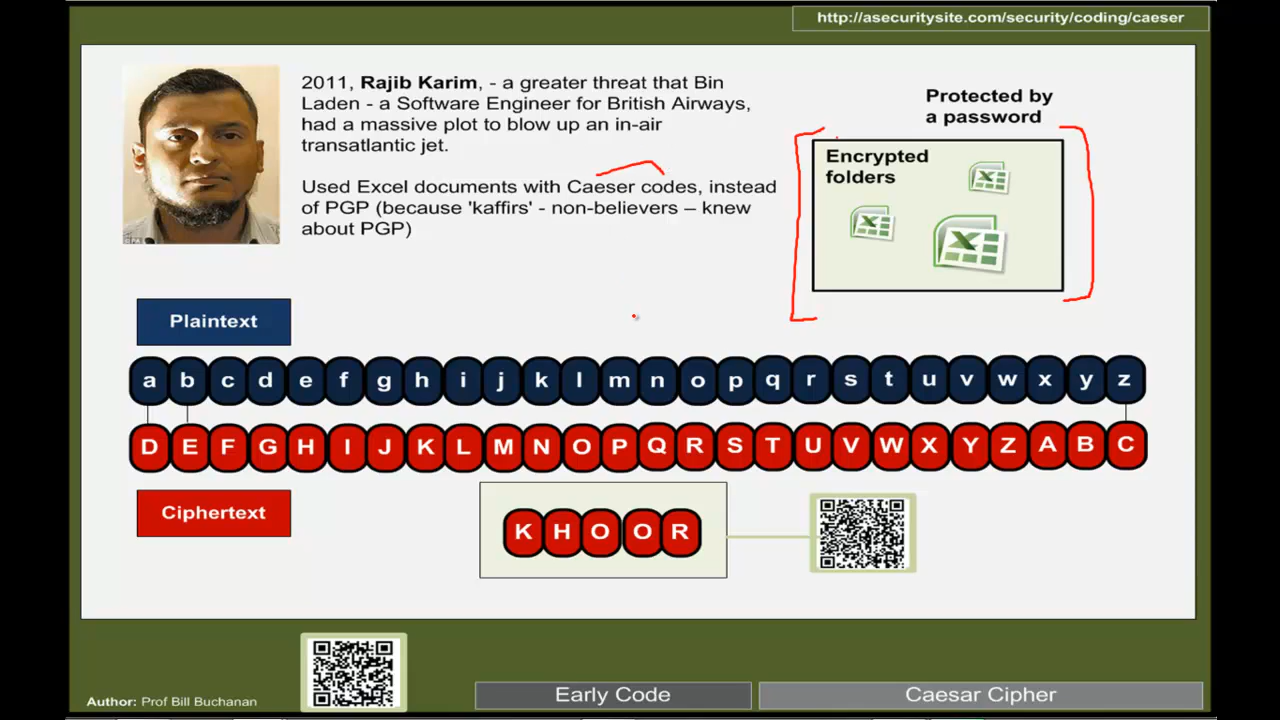 http://asecuritysite.com/security/coding/caeser
2011, Rajib Karim, - a greater threat that Bin
Laden - a Software Engineer for British Airways,
had a massive plot to blow up an in-air
transatlantic jet.
Used Excel documents with Caeser codes, instead
of PGP (because 'kaffirs' - non-believers – knew
about PGP)
Protected by
a password
Encrypted
folders
Plaintext
a b c d e f g h i j k l m n o p q r s t u v w x y z
D E F G H I J K L M N O P Q R S T U V W X Y Z A B C
Ciphertext
K H O O R
Author: Prof Bill Buchanan
Early Code
Caesar Cipher